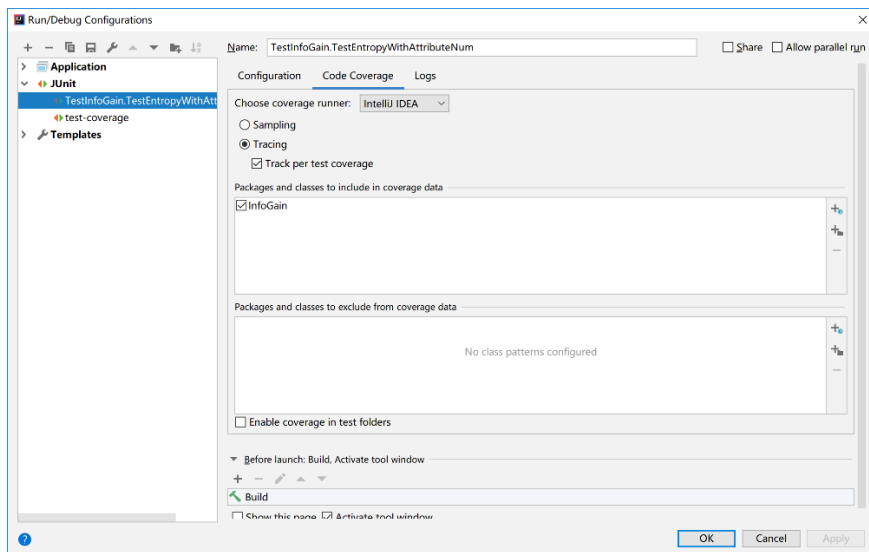 Run/Debug Configurations
Name: TestInfoGain.TestEntropyWithAttributeNum
Share
Allow parallel run
Application
JUnit
TestInfoGain.TestEntropyWithAtt
test-coverage
Templates
Configuration Code Coverage Logs
Choose coverage runner: IntelliJ IDEA
Sampling
Tracing
Track per test coverage
Packages and classes to include in coverage data
InfoGain
Packages and classes to exclude from coverage data
No class patterns configured
Enable coverage in test folders
Before launch: Build, Activate tool window
Build
Show this page Activate tool window
OK Cancel Apply